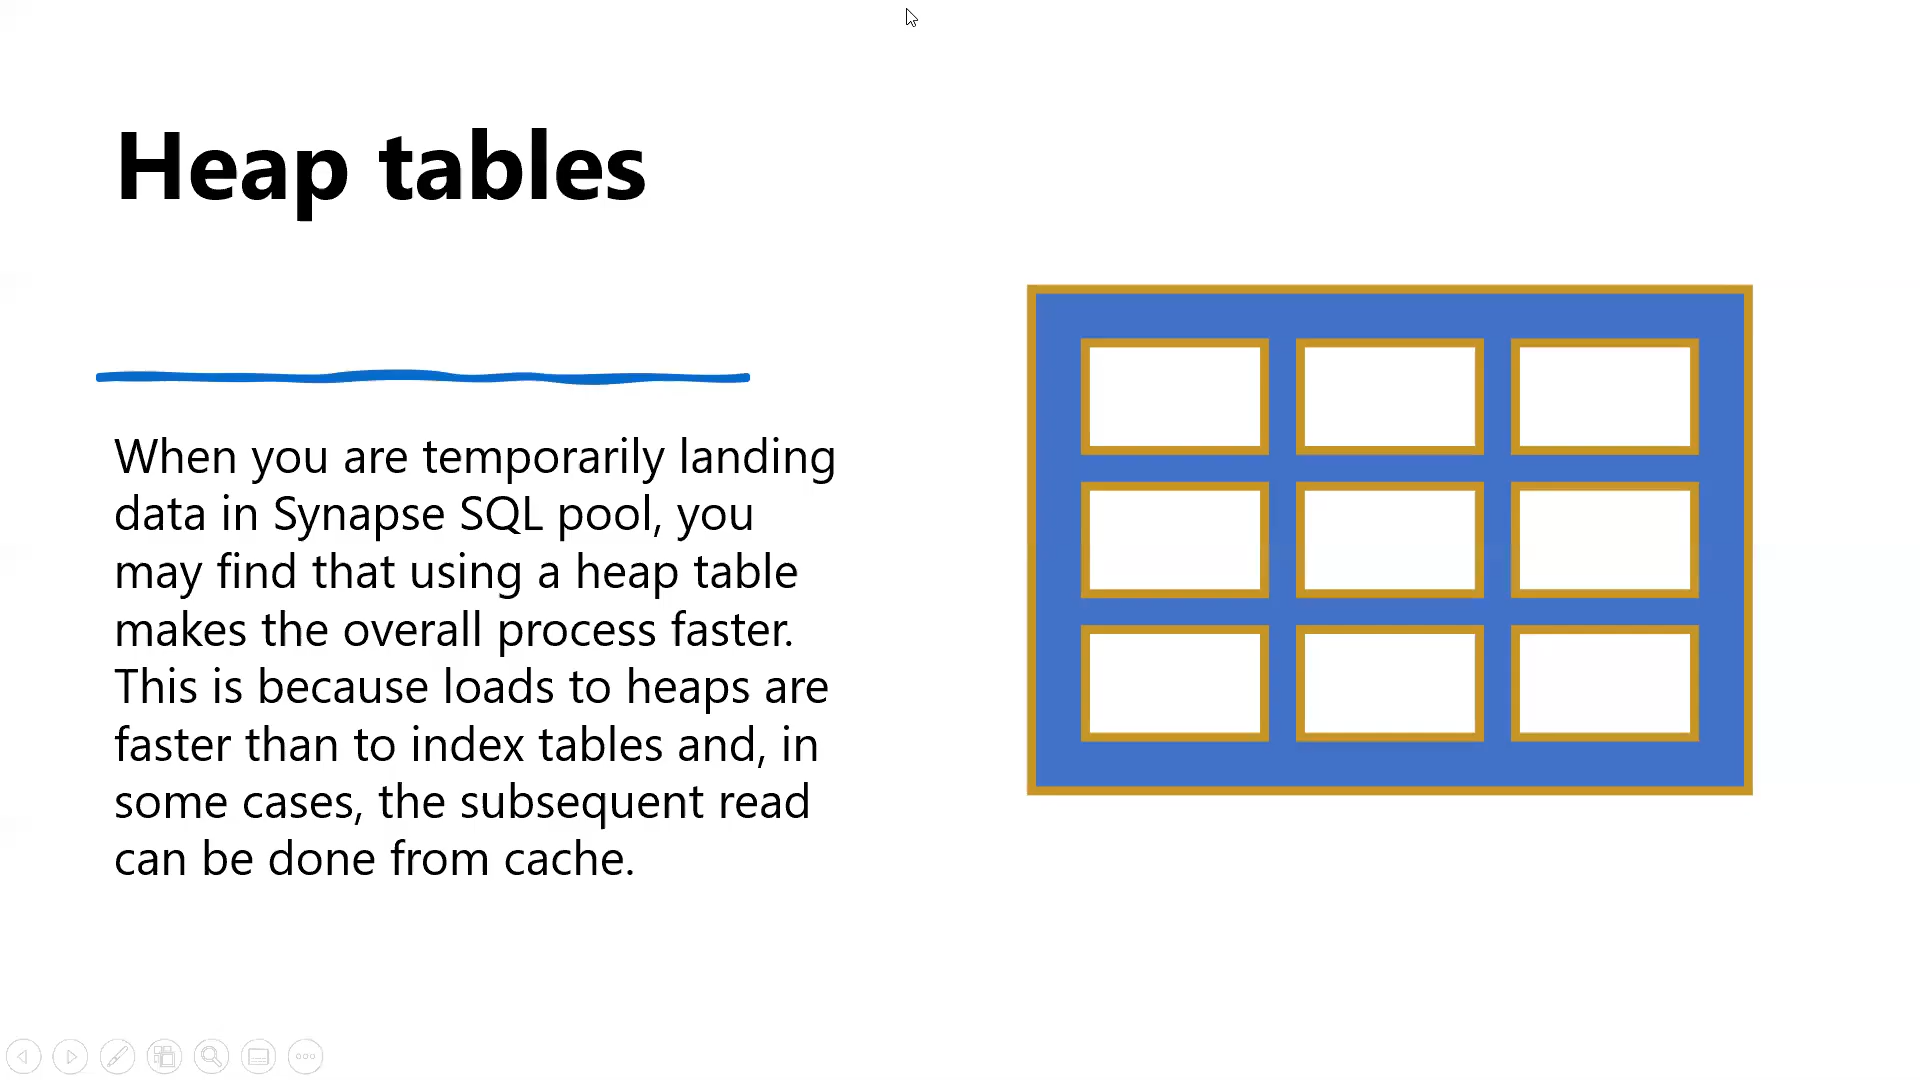 Heap tables
When you are temporarily landing
data in Synapse SQL pool, you
may find that using a heap table
makes the overall process faster.
This is because loads to heaps are
faster than to index tables and, in
some cases, the subsequent read
can be done from cache.